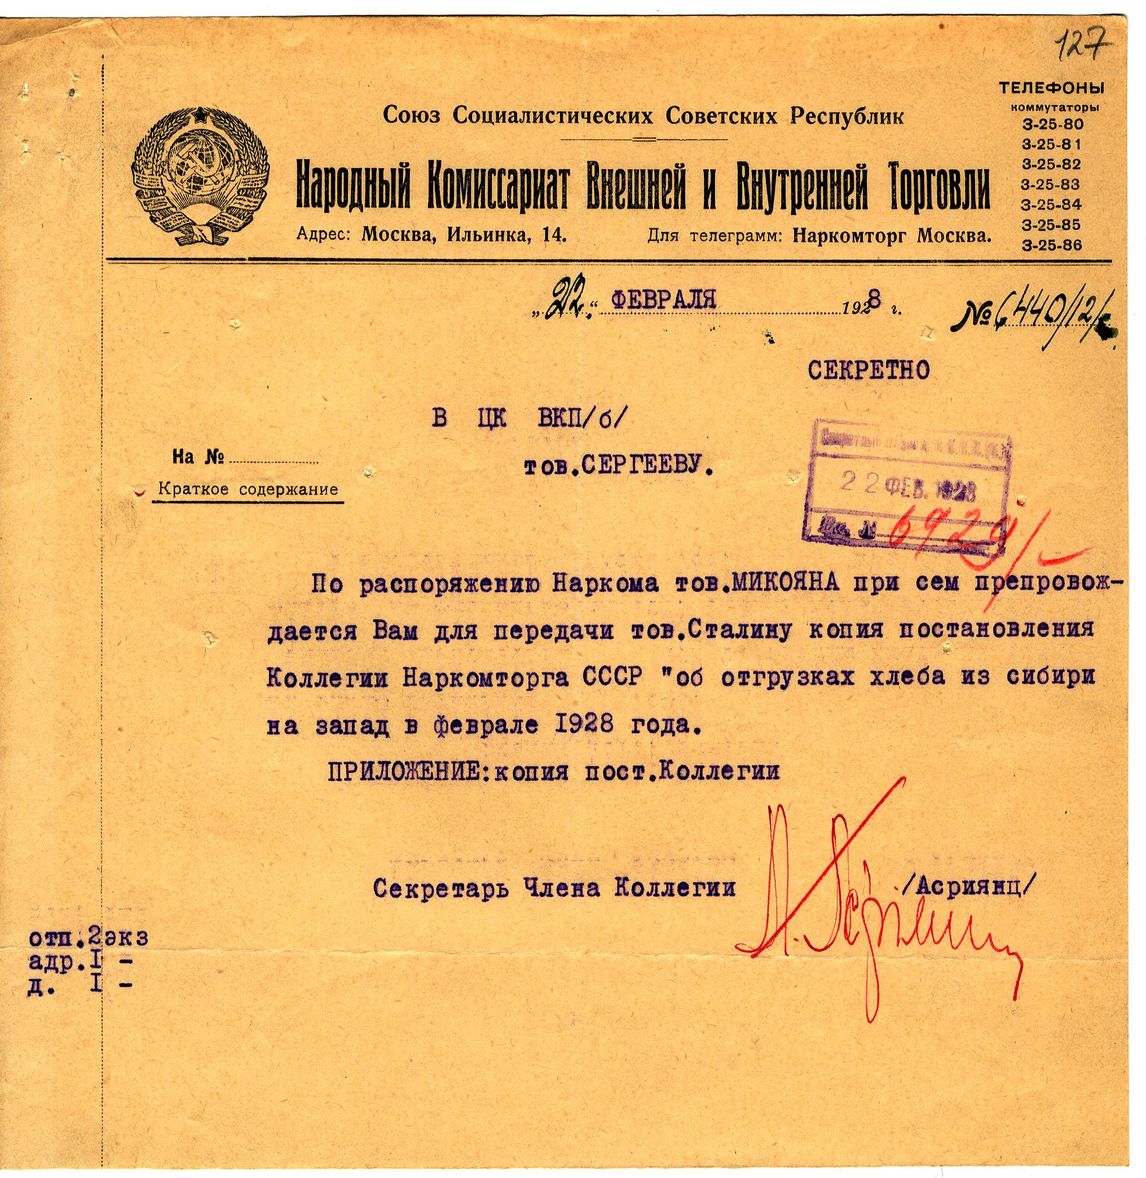 127
ТЕЛЕФОНЫ
коммутаторы
3-25-80
3-25-81
3-25-82
3-25-83
3-25-84
3-25-85
3-25-86
Союз Социалистических Советских Республик
Народный Комиссариат Внешней и Внутренней Торговли
Адрес: Москва, Ильинка, 14. Для телеграмм: Наркомторг Москва.
„22“ ФЕВРАЛЯ 1928 г. № 6440/12/с
СЕКРЕТНО
В ЦК ВКП/б/
тов.СЕРГЕЕВУ.
На №
Краткое содержание
22 ФЕВ. 1928
Вх. № 6929/-
По распоряжению Наркома тов.МИКОЯНА при сем препровож-
дается Вам для передачи тов.Сталину копия постановления
Коллегии Наркомторга СССР "об отгрузках хлеба из сибири
на запад в феврале 1928 года.
ПРИЛОЖЕНИЕ:копия пост.Коллегии
Секретарь Члена Коллегии /Асриянц/
отп.2экз
адр.I -
д. I -